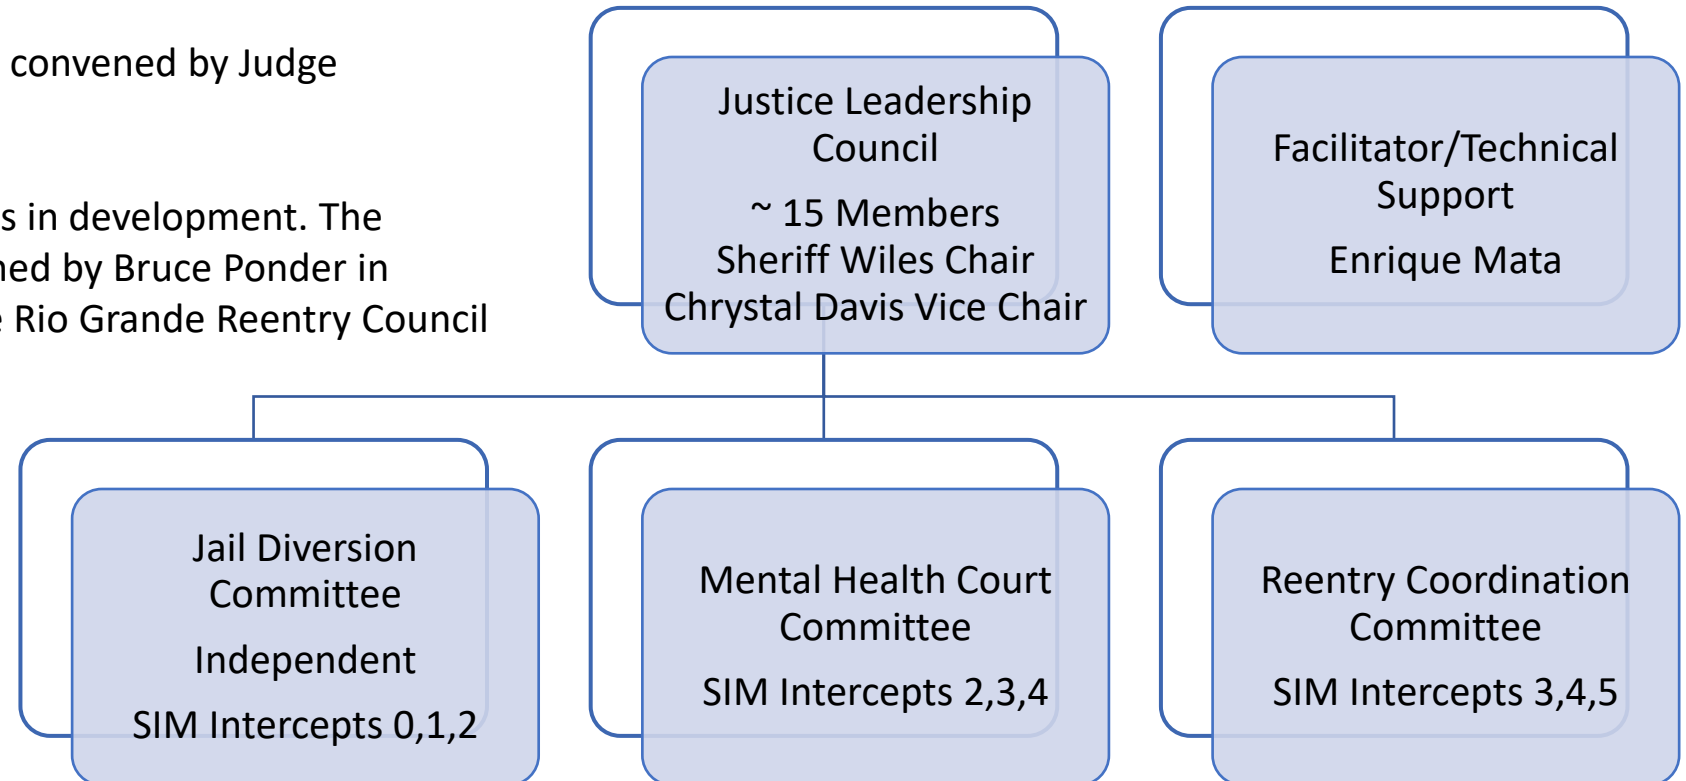 convened by Judge
s in development. The
ned by Bruce Ponder in
e Rio Grande Reentry Council
Justice Leadership
Council
~ 15 Members
Sheriff Wiles Chair
Chrystal Davis Vice Chair
Facilitator/Technical
Support
Enrique Mata
Jail Diversion
Committee
Independent
SIM Intercepts 0,1,2
Mental Health Court
Committee
SIM Intercepts 2,3,4
Reentry Coordination
Committee
SIM Intercepts 3,4,5